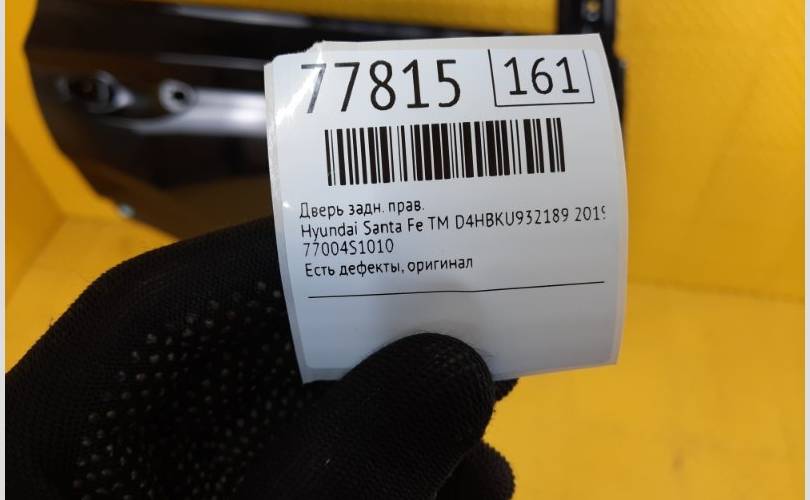 77815 161
Дверь задн. прав.
Hyundai Santa Fe TM D4HBKU932189 2019
77004S1010
Есть дефекты, оригинал